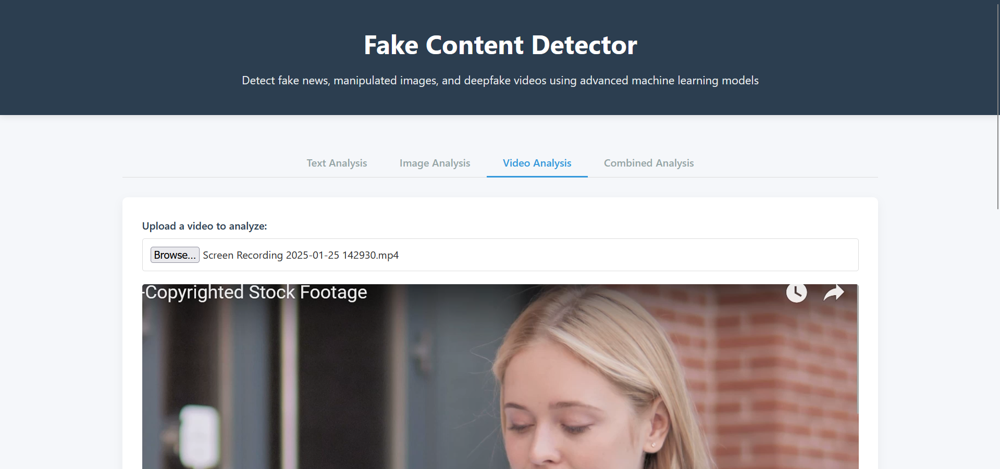 Fake Content Detector
Detect fake news, manipulated images, and deepfake videos using advanced machine learning models
Text Analysis
Image Analysis
Video Analysis
Combined Analysis
Upload a video to analyze:
Browse... Screen Recording 2025-01-25 142930.mp4
-Copyrighted Stock Footage